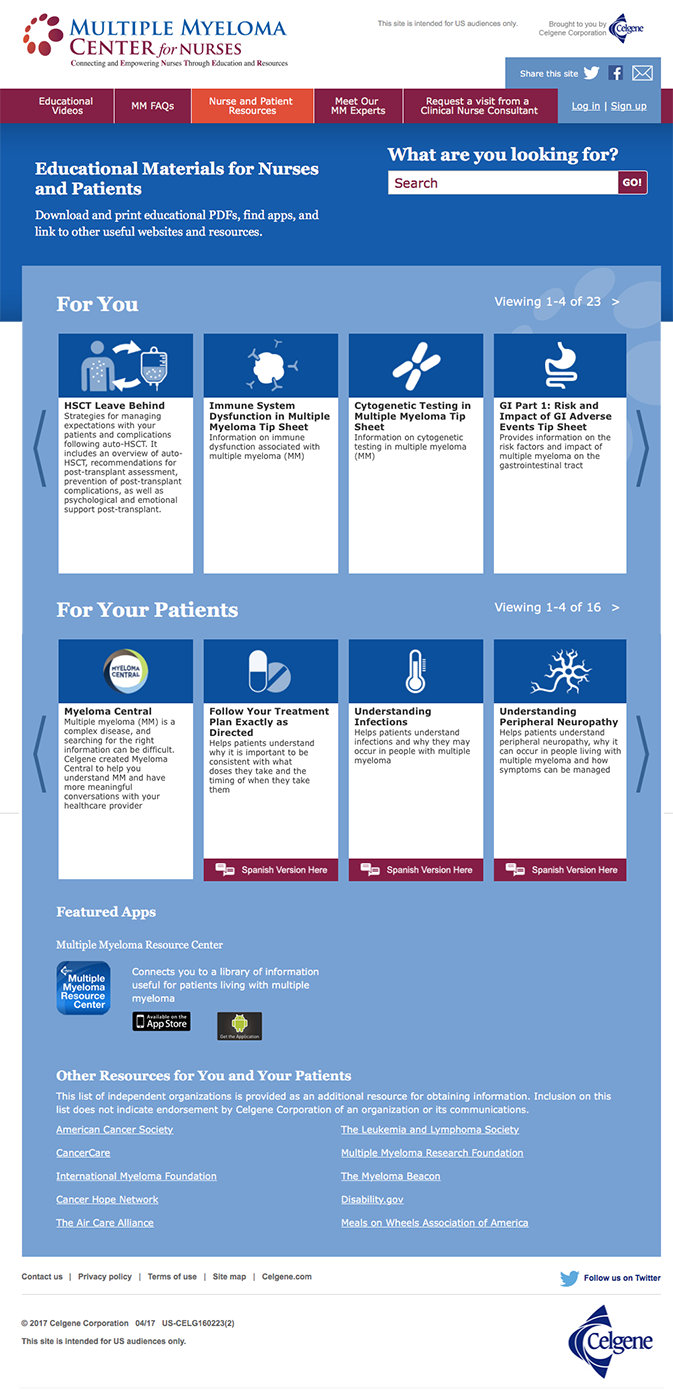 MULTIPLE MYELOMA
CENTER for NURSES
Connecting and Empowering Nurses Through Education and Resources
This site is intended for US audiences only.
Brought to you by
Celgene Corporation
Celgene
Share this site
Educational
Videos
MM FAQs
Nurse and Patient
Resources
Meet Our
MM Experts
Request a visit from a
Clinical Nurse Consultant
Log in | Sign up
Educational Materials for Nurses
and Patients
Download and print educational PDFs, find apps, and
link to other useful websites and resources.
What are you looking for?
Search
GO!
For You
Viewing 1-4 of 23 >
HSCT Leave Behind
Strategies for managing
expectations with your
patients and complications
following auto-HSCT. It
includes an overview of auto-
HSCT, recommendations for
post-transplant assessment,
prevention of post-transplant
complications, as well as
psychological and emotional
support post-transplant.
Immune System
Dysfunction in Multiple
Myeloma Tip Sheet
Information on immune
dysfunction associated with
multiple myeloma (MM)
Cytogenetic Testing in
Multiple Myeloma Tip
Sheet
Information on cytogenetic
testing in multiple myeloma
(MM)
GI Part 1: Risk and
Impact of GI Adverse
Events Tip Sheet
Provides information on the
risk factors and impact of
multiple myeloma on the
gastrointestinal tract
For Your Patients
Viewing 1-4 of 16 >
MYELOMA
CENTRAL
Myeloma Central
Multiple myeloma (MM) is a
complex disease, and
searching for the right
information can be difficult.
Celgene created Myeloma
Central to help you
understand MM and have
more meaningful
conversations with your
healthcare provider
Follow Your Treatment
Plan Exactly as
Directed
Helps patients understand
why it is important to be
consistent with what
doses they take and the
timing of when they take
them
Spanish Version Here
Understanding
Infections
Helps patients understand
infections and why they may
occur in people with multiple
myeloma
Spanish Version Here
Understanding
Peripheral Neuropathy
Helps patients understand
peripheral neuropathy, why it
can occur in people living with
multiple myeloma and how
symptoms can be managed
Spanish Version Here
Featured Apps
Multiple Myeloma Resource Center
Multiple
Myeloma
Resource
Center
Connects you to a library of information
useful for patients living with multiple
myeloma
Available on the
App Store
Get the Application
Other Resources for You and Your Patients
This list of independent organizations is provided as an additional resource for obtaining information. Inclusion on this
list does not indicate endorsement by Celgene Corporation of an organization or its communications.
American Cancer Society
CancerCare
International Myeloma Foundation
Cancer Hope Network
The Air Care Alliance
The Leukemia and Lymphoma Society
Multiple Myeloma Research Foundation
The Myeloma Beacon
Disability.gov
Meals on Wheels Association of America
Contact us | Privacy policy | Terms of use | Site map | Celgene.com
Follow us on Twitter
© 2017 Celgene Corporation 04/17 US-CELG160223(2)
This site is intended for US audiences only.
Celgene